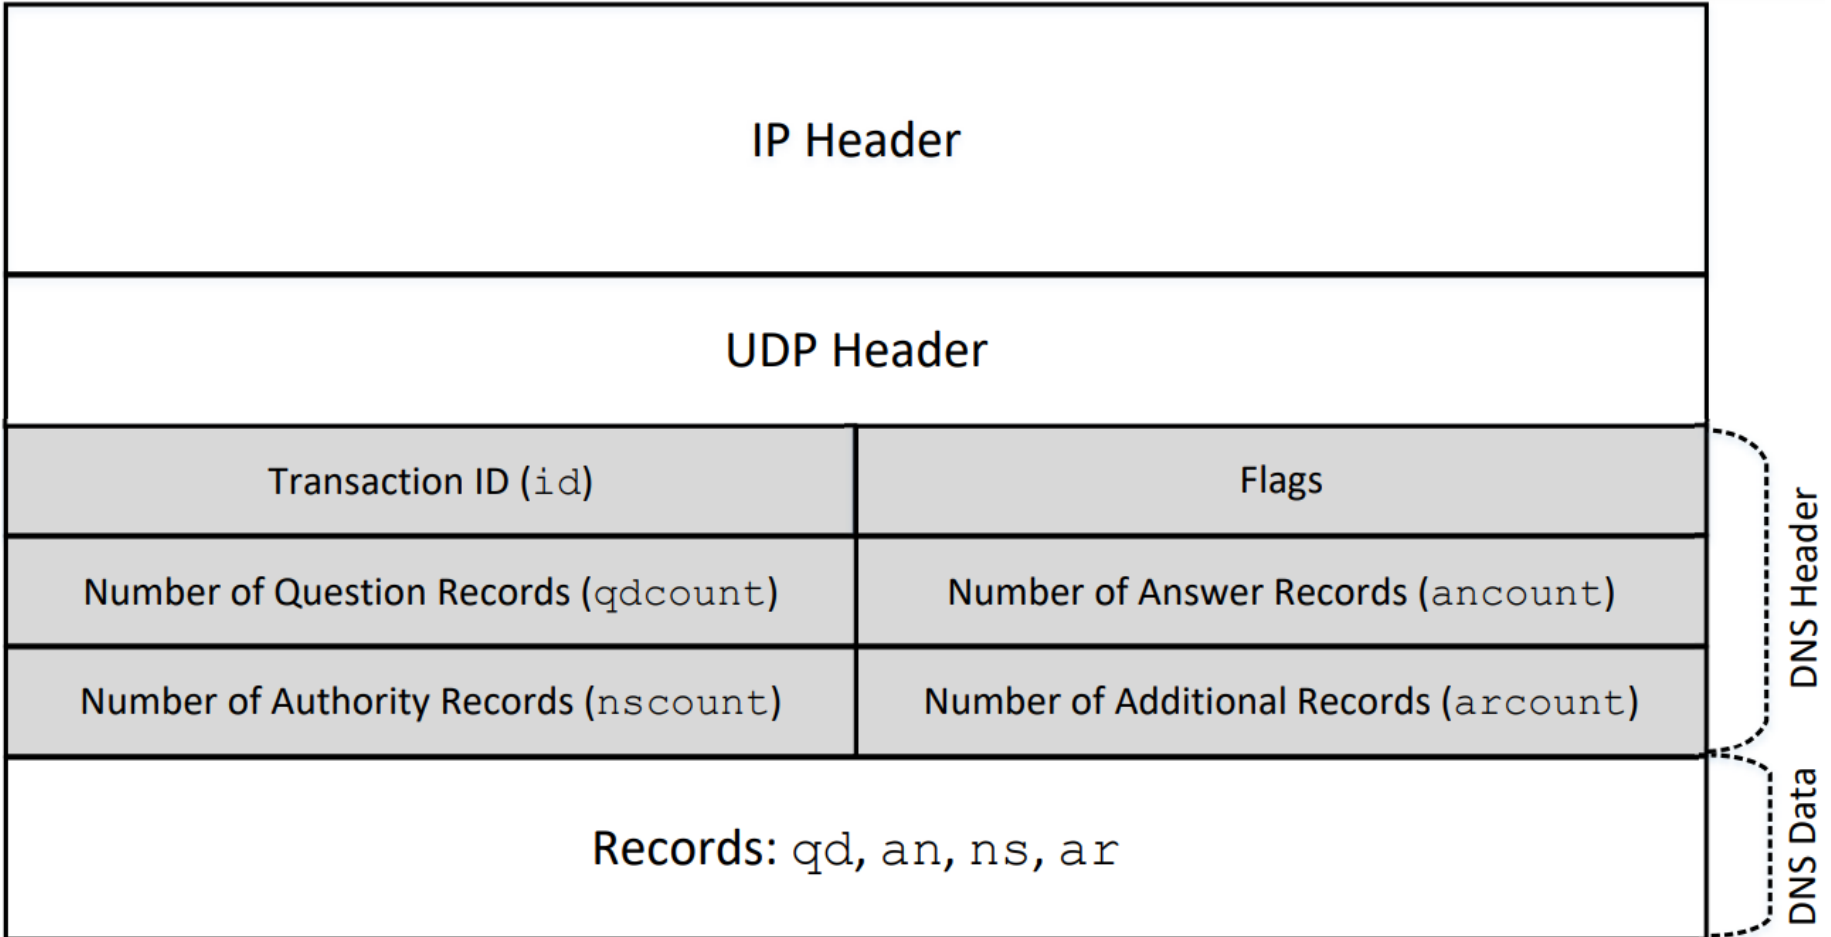 IP Header
UDP Header
Transaction ID (id)
Flags
Number of Question Records (qdcount)
Number of Answer Records (ancount)
Number of Authority Records (nscount)
Number of Additional Records (arcount)
DNS Header
Records: qd, an, ns, ar
DNS Data